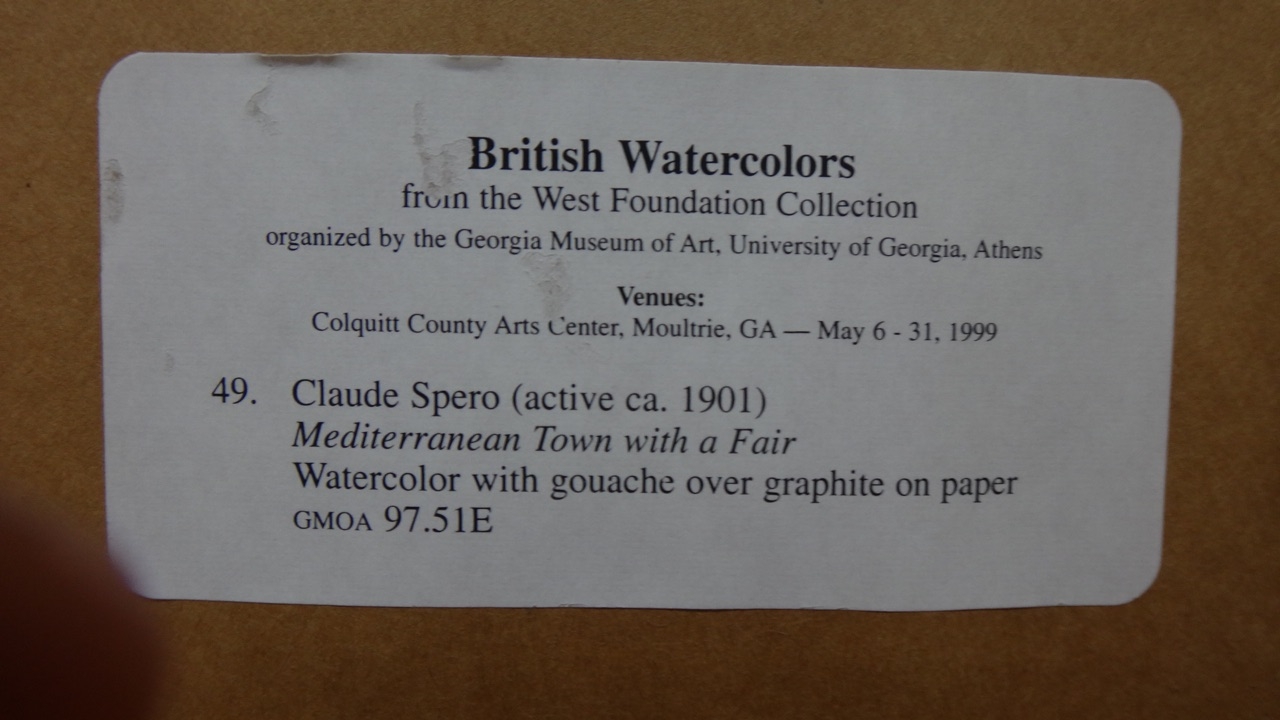 British Watercolors
from the West Foundation Collection
organized by the Georgia Museum of Art, University of Georgia, Athens
Venues:
Colquitt County Arts Center, Moultrie, GA — May 6 - 31, 1999
49. Claude Spero (active ca. 1901)
Mediterranean Town with a Fair
Watercolor with gouache over graphite on paper
GMOA 97.51E